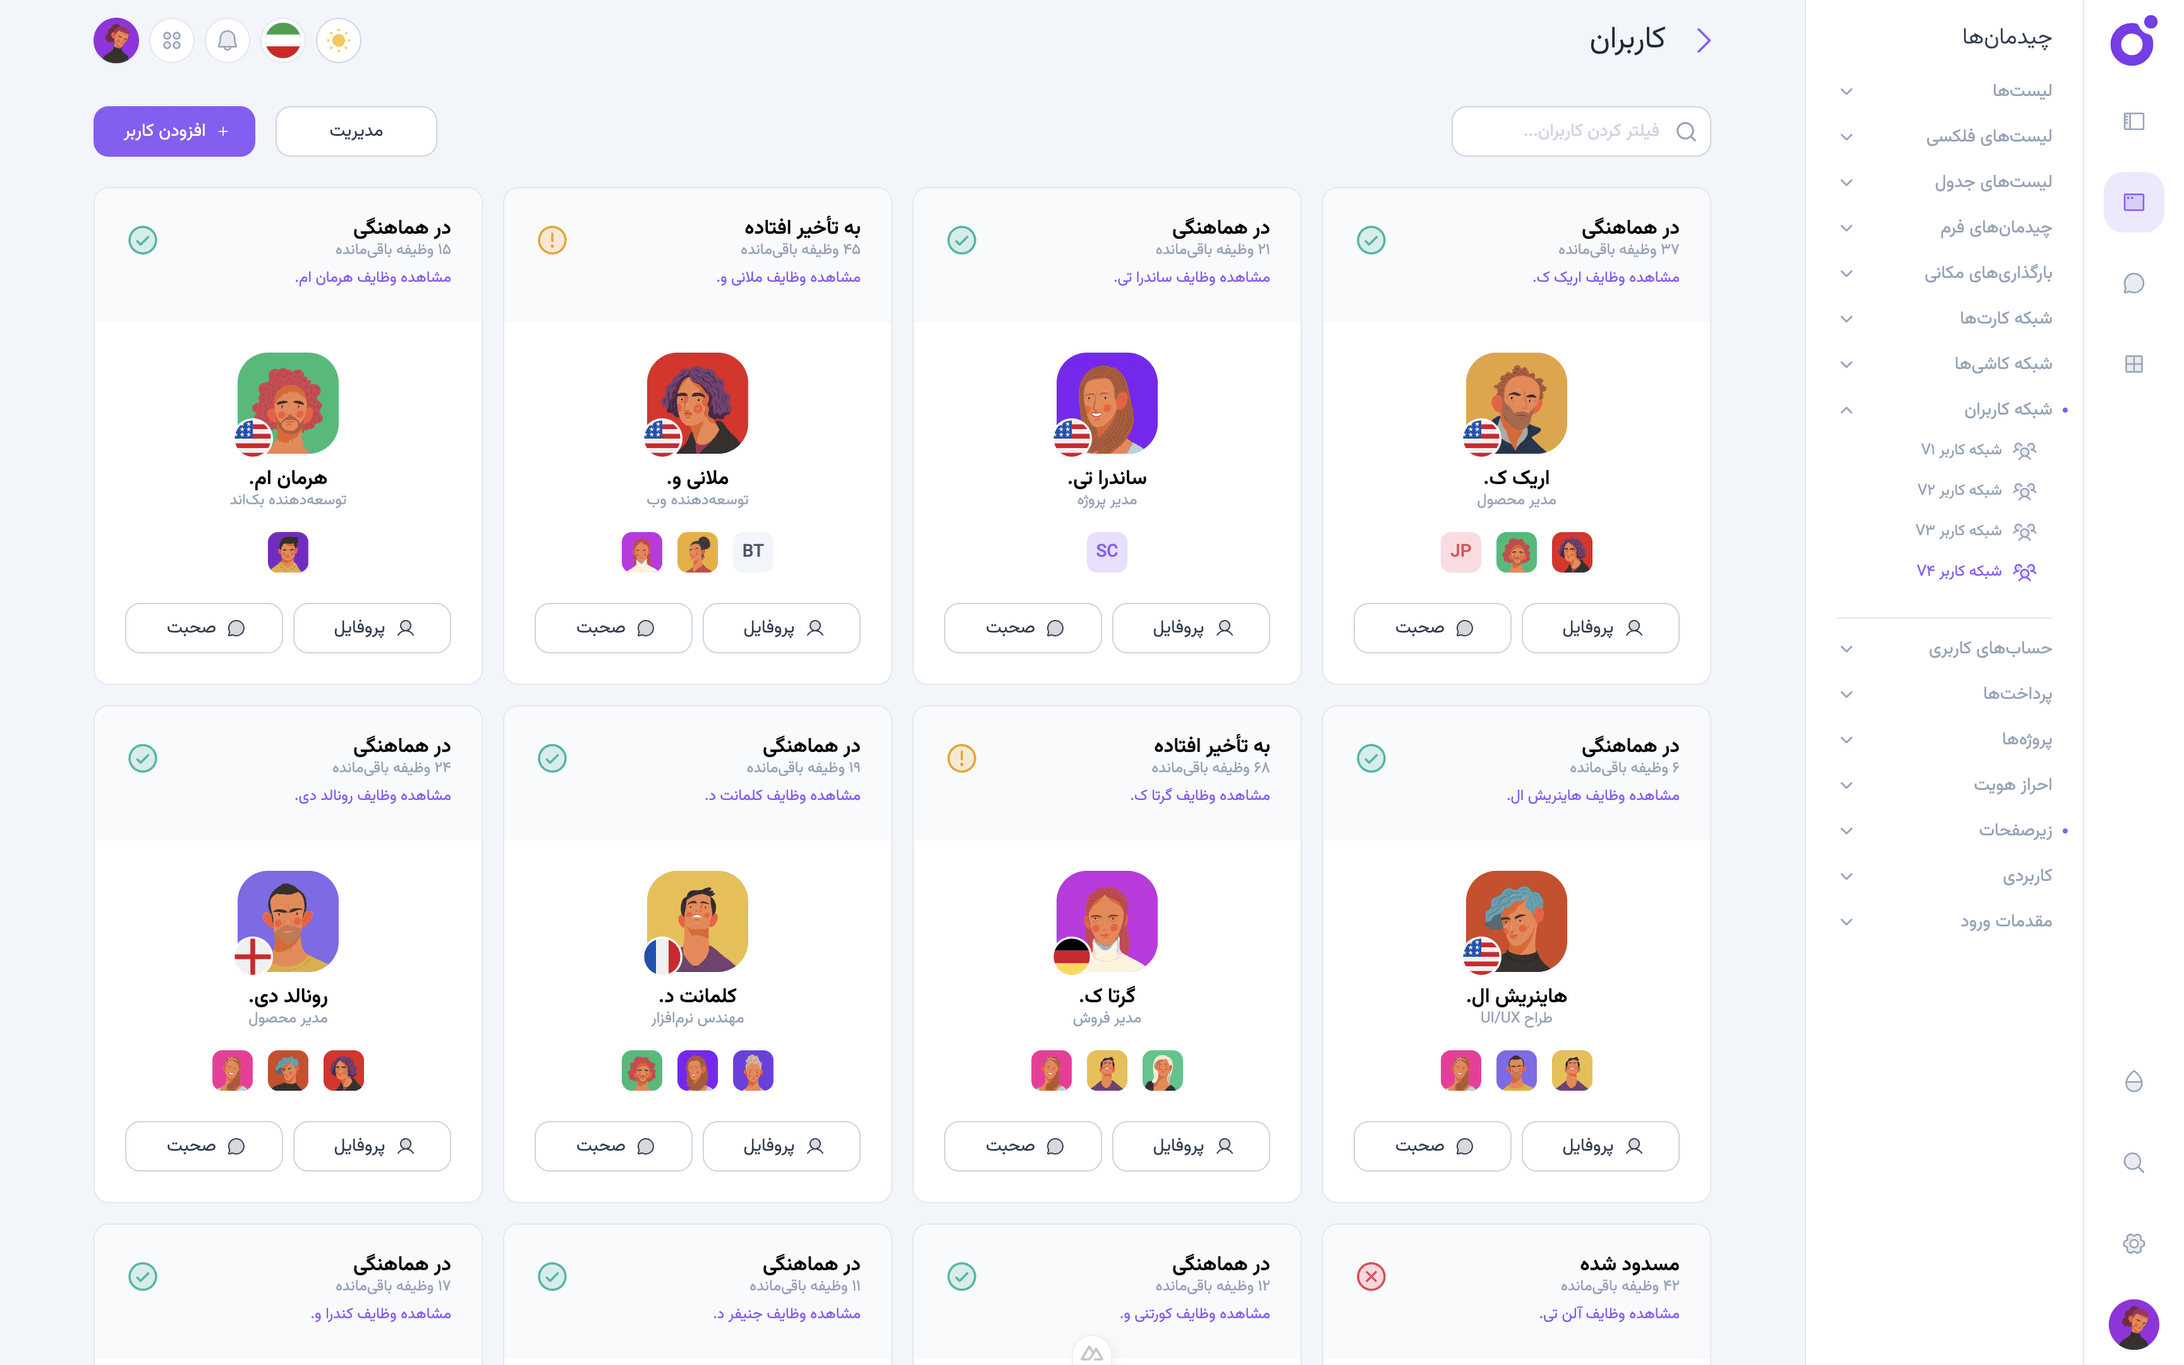 چیدمان‌ها
لیست‌ها
لیست‌های فلکسی
لیست‌های جدول
چیدمان‌های فرم
بارگذاری‌های مکانی
شبکه کارت‌ها
شبکه کاشی‌ها
شبکه کاربران
شبکه کاربر V۱
شبکه کاربر V۲
شبکه کاربر V۳
شبکه کاربر V۴
حساب‌های کاربری
پرداخت‌ها
پروژه‌ها
احراز هویت
زیرصفحات
کاربردی
مقدمات ورود
کاربران
فیلتر کردن کاربران...
مدیریت
+ افزودن کاربر
در هماهنگی
۳۷ وظیفه باقی‌مانده
مشاهده وظایف اریک ک.
اریک ک.
مدیر محصول
JP
پروفایل
صحبت
در هماهنگی
۲۱ وظیفه باقی‌مانده
مشاهده وظایف ساندرا تی.
ساندرا تی.
مدیر پروژه
SC
پروفایل
صحبت
به تأخیر افتاده
۴۵ وظیفه باقی‌مانده
مشاهده وظایف ملانی و.
ملانی و.
توسعه‌دهنده وب
BT
پروفایل
صحبت
در هماهنگی
۱۵ وظیفه باقی‌مانده
مشاهده وظایف هرمان ام.
هرمان ام.
توسعه‌دهنده بک‌اند
پروفایل
صحبت
در هماهنگی
۶ وظیفه باقی‌مانده
مشاهده وظایف هاینریش ال.
هاینریش ال.
طراح UI/UX
پروفایل
صحبت
به تأخیر افتاده
۶۸ وظیفه باقی‌مانده
مشاهده وظایف گرتا ک.
گرتا ک.
مدیر فروش
پروفایل
صحبت
در هماهنگی
۱۹ وظیفه باقی‌مانده
مشاهده وظایف کلمانت د.
کلمانت د.
مهندس نرم‌افزار
پروفایل
صحبت
در هماهنگی
۲۴ وظیفه باقی‌مانده
مشاهده وظایف رونالد دی.
رونالد دی.
مدیر محصول
پروفایل
صحبت
مسدود شده
۴۲ وظیفه باقی‌مانده
مشاهده وظایف آلن تی.
در هماهنگی
۱۲ وظیفه باقی‌مانده
مشاهده وظایف کورتنی و.
در هماهنگی
۱۱ وظیفه باقی‌مانده
مشاهده وظایف جنیفر د.
در هماهنگی
۱۷ وظیفه باقی‌مانده
مشاهده وظایف کندرا و.